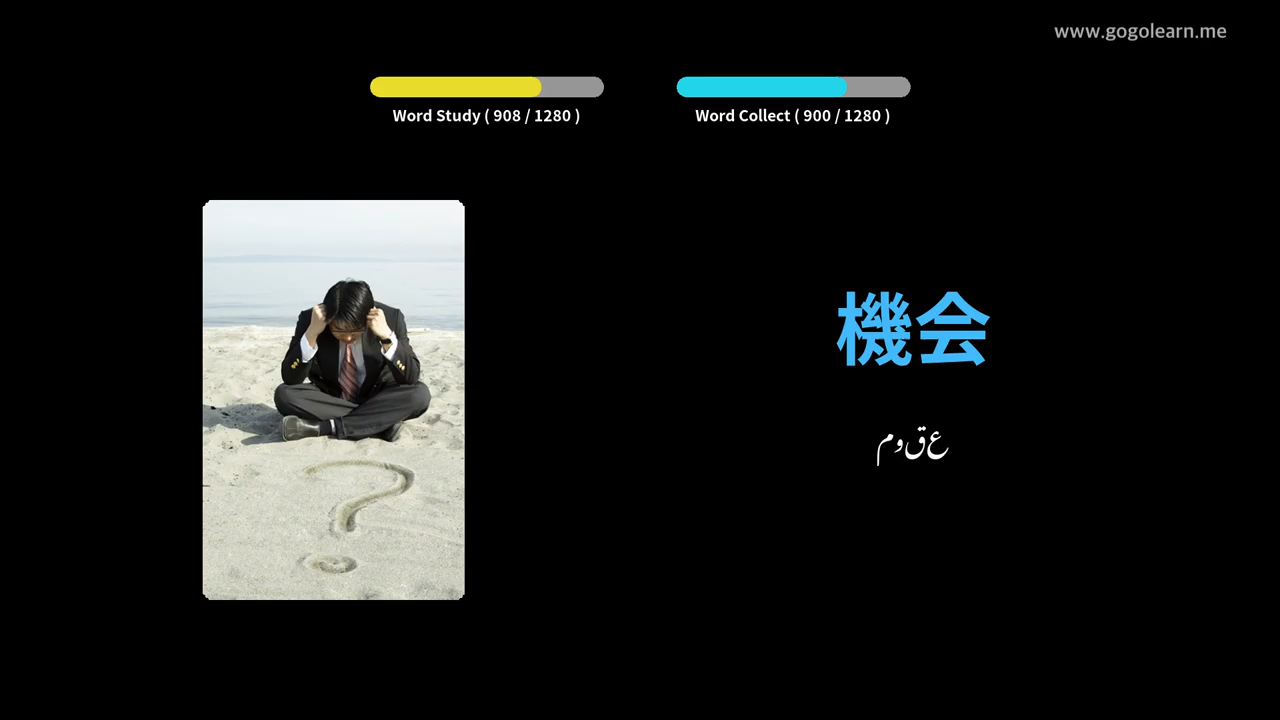 www.gogolearn.me
Word Study ( 908 / 1280 )
Word Collect ( 900 / 1280 )
機会
موقع
?